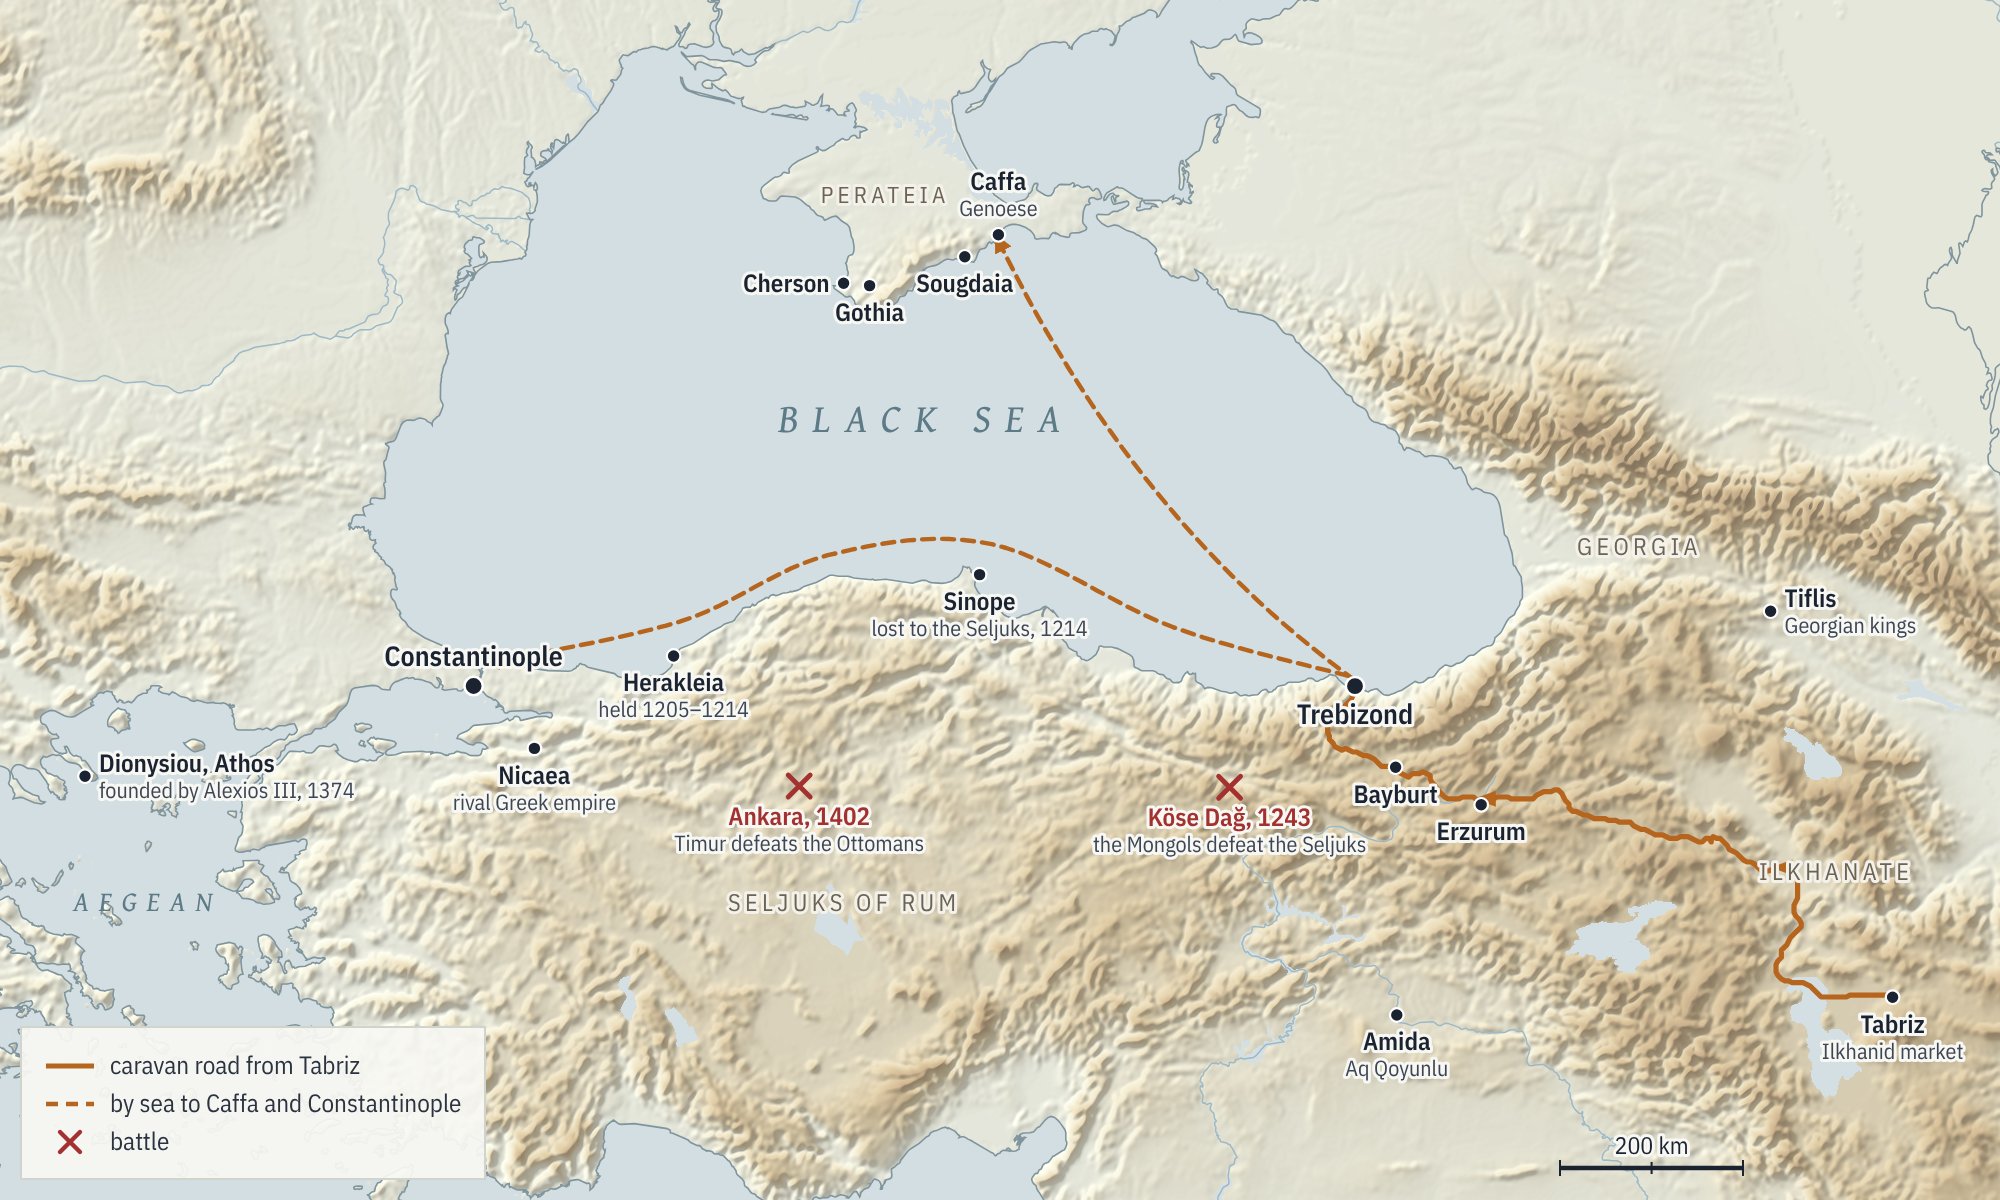 Caffa
Genoese
PERATEIA
Cherson
Gothia
Sougdaia
BLACK SEA
GEORGIA
Tiflis
Georgian kings
Sinope
lost to the Seljuks, 1214
Constantinople
Herakleia
held 1205–1214
Trebizond
Dionysiou, Athos
founded by Alexios III, 1374
Nicaea
rival Greek empire
Ankara, 1402
Timur defeats the Ottomans
Köse Dağ, 1243
the Mongols defeat the Seljuks
Bayburt
Erzurum
ILKHANATE
AEGEAN
SELJUKS OF RUM
Tabriz
Ilkhanid market
Amida
Aq Qoyunlu
caravan road from Tabriz
by sea to Caffa and Constantinople
battle
200 km